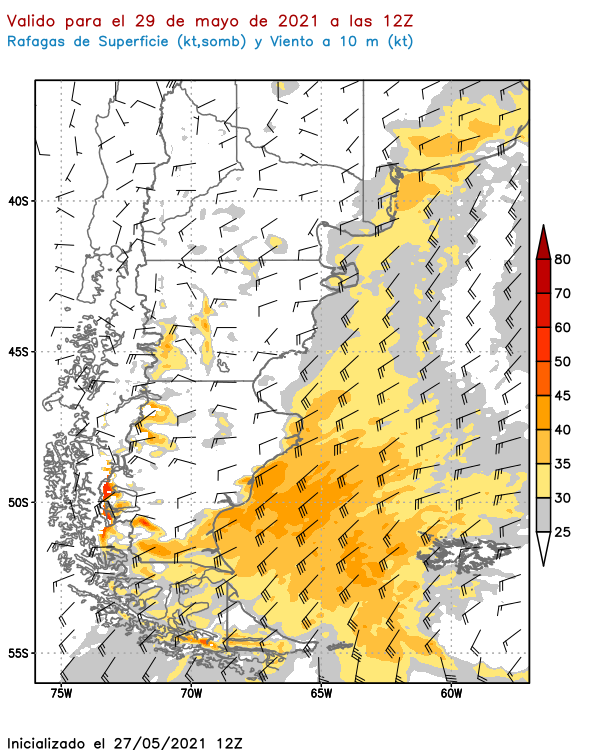 Valido para el 29 de mayo de 2021 a las 12Z
Rafagas de Superficie (kt,somb) y Viento a 10 m (kt)
40S
45S
50S
55S
75W 70W 65W 60W
80
70
60
50
45
40
35
30
25
Inicializado el 27/05/2021 12Z